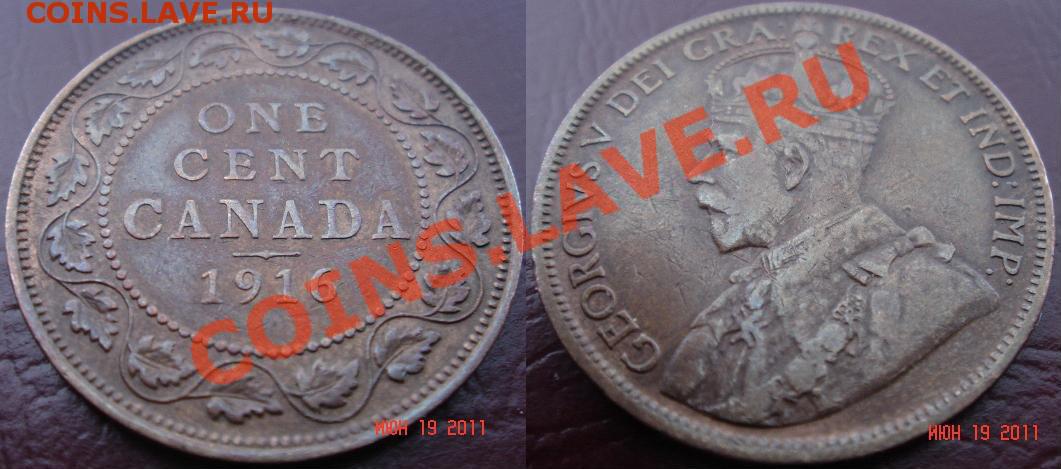 COINS.LAVE.RU
ONE
CENT
CANADA
1916
GEORGIVS V DEI GRA: REX ET IND: IMP.
COINS.LAVE.RU
ИЮН 19 2011
ИЮН 19 2011